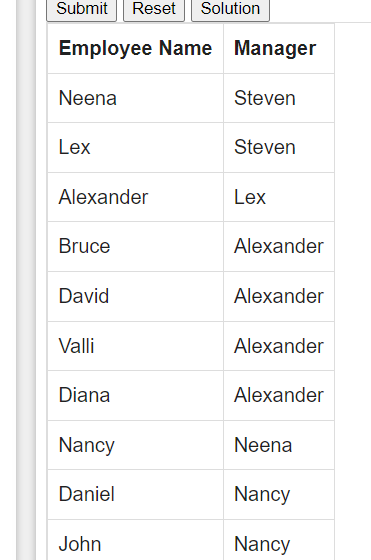 Submit Reset Solution
Employee Name Manager
Neena Steven
Lex Steven
Alexander Lex
Bruce Alexander
David Alexander
Valli Alexander
Diana Alexander
Nancy Neena
Daniel Nancy
John Nancy